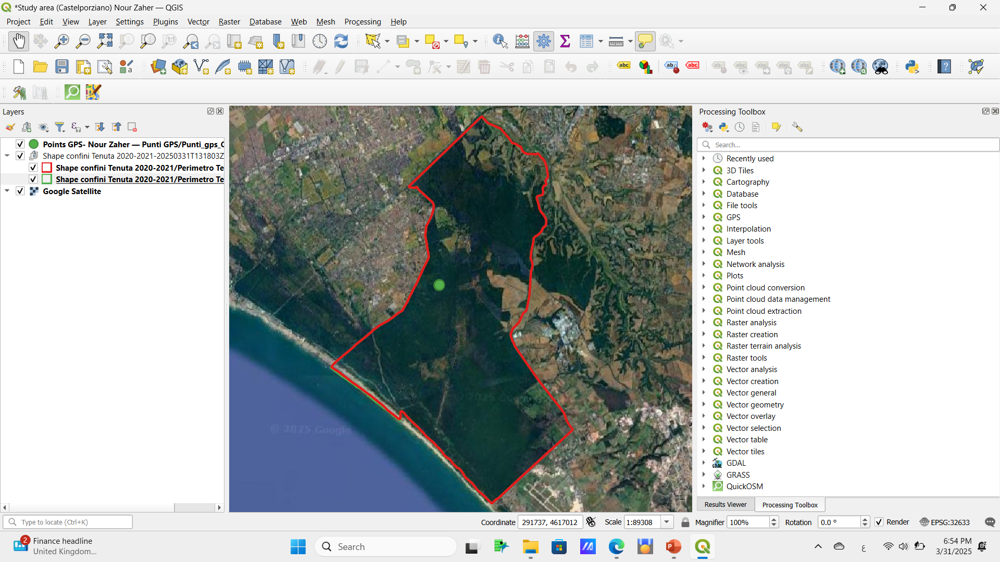 *Study area (Castelporziano) Nour Zaher — QGIS
Project Edit View Layer Settings Plugins Vector Raster Database Web Mesh Processing Help
Layers
Points GPS- Nour Zaher — Punti GPS/Punti_gps_C
Shape confini Tenuta 2020-2021-20250331T131803Z
Shape confini Tenuta 2020-2021/Perimetro Te
Shape confini Tenuta 2020-2021/Perimetro Te
Google Satellite
© 2025 Google
© 2025 Google
Processing Toolbox
Search...
Recently used
3D Tiles
Cartography
Database
File tools
GPS
Interpolation
Layer tools
Mesh
Network analysis
Plots
Point cloud conversion
Point cloud data management
Point cloud extraction
Raster analysis
Raster creation
Raster terrain analysis
Raster tools
Vector analysis
Vector creation
Vector general
Vector geometry
Vector overlay
Vector selection
Vector table
Vector tiles
GDAL
GRASS
QuickOSM
Results Viewer Processing Toolbox
Type to locate (Ctrl+K) Coordinate 291737, 4617012 Scale 1:89308 Magnifier 100% Rotation 0.0 ° Render EPSG:32633
2 Finance headline
United Kingdom...
Search
ع
6:54 PM
3/31/2025